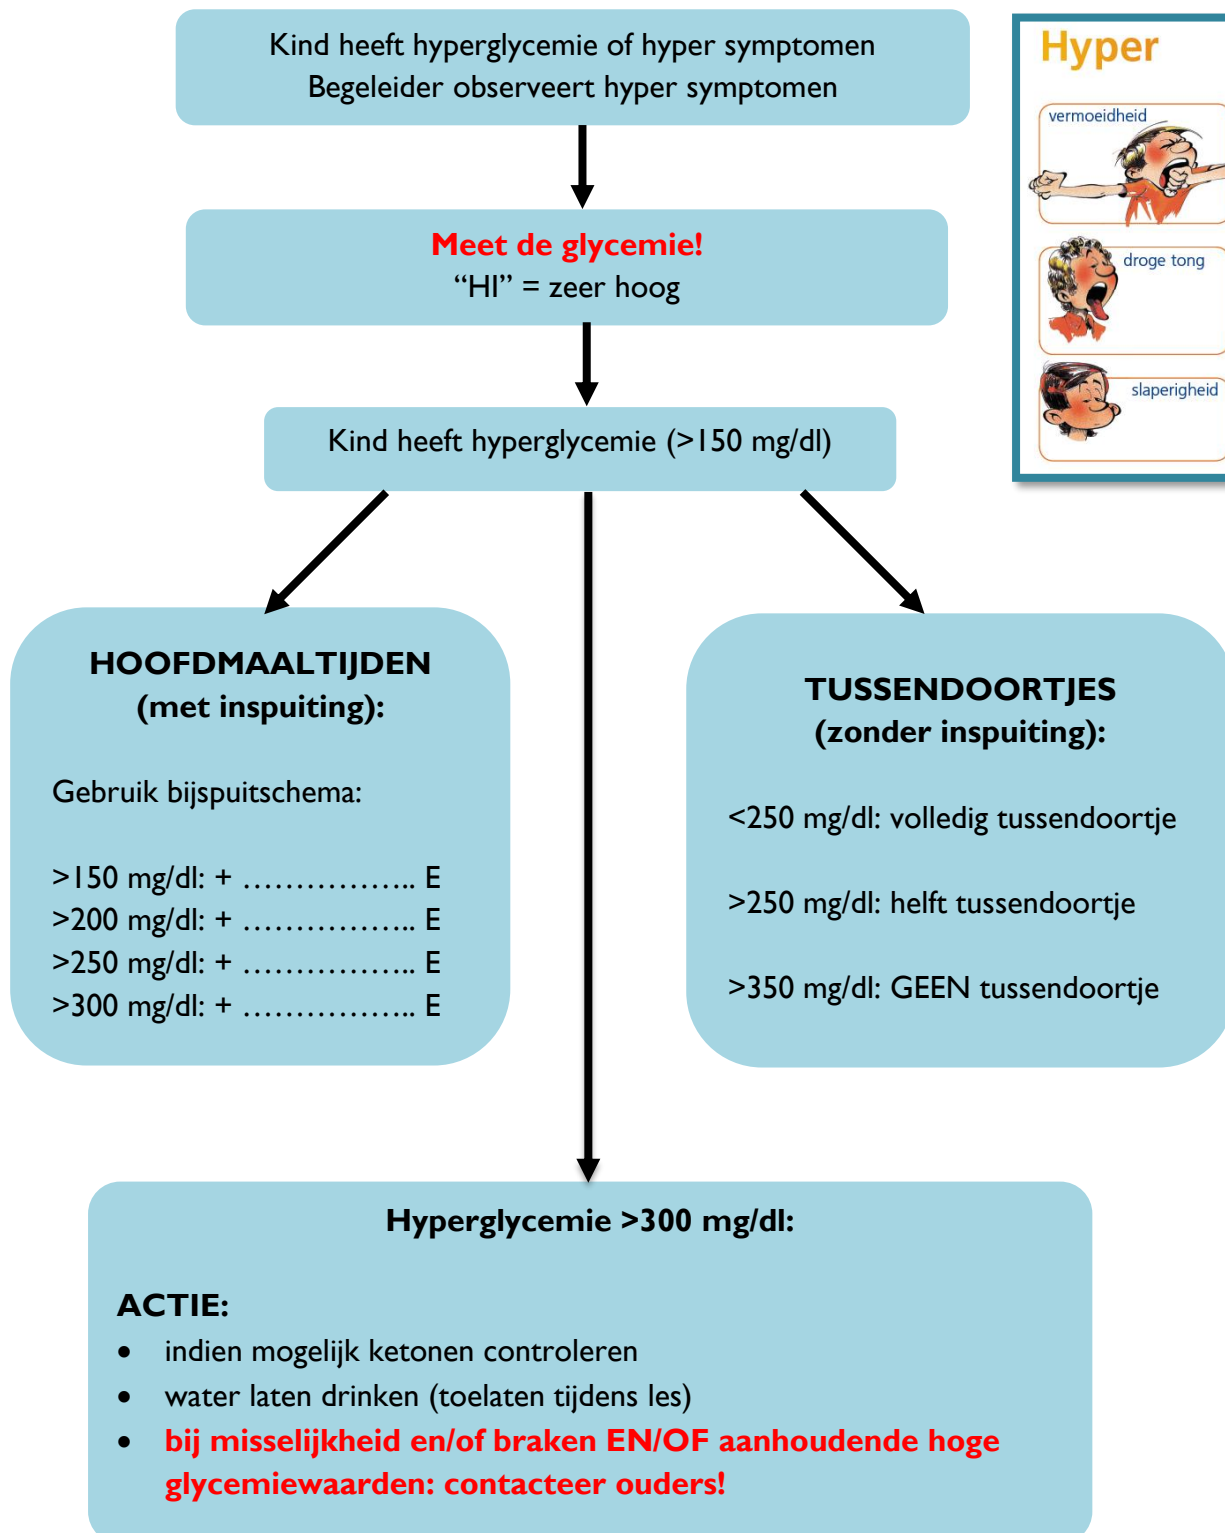 Kind heeft hyperglycemie of hyper symptomen
Begeleider observeert hyper symptomen
Hyper
vermoeidheid
droge tong
slaperigheid
Meet de glycemie!
“HI” = zeer hoog
Kind heeft hyperglycemie (>150 mg/dl)
HOOFDMAALTIJDEN
(met inspuiting):
Gebruik bijspuitschema:
>150 mg/dl: + …………….. E
>200 mg/dl: + …………….. E
>250 mg/dl: + …………….. E
>300 mg/dl: + …………….. E
TUSSENDOORTJES
(zonder inspuiting):
<250 mg/dl: volledig tussendoortje
>250 mg/dl: helft tussendoortje
>350 mg/dl: GEEN tussendoortje
Hyperglycemie >300 mg/dl:
ACTIE:
• indien mogelijk ketonen controleren
• water laten drinken (toelaten tijdens les)
• bij misselijkheid en/of braken EN/OF aanhoudende hoge
glycemiewaarden: contacteer ouders!